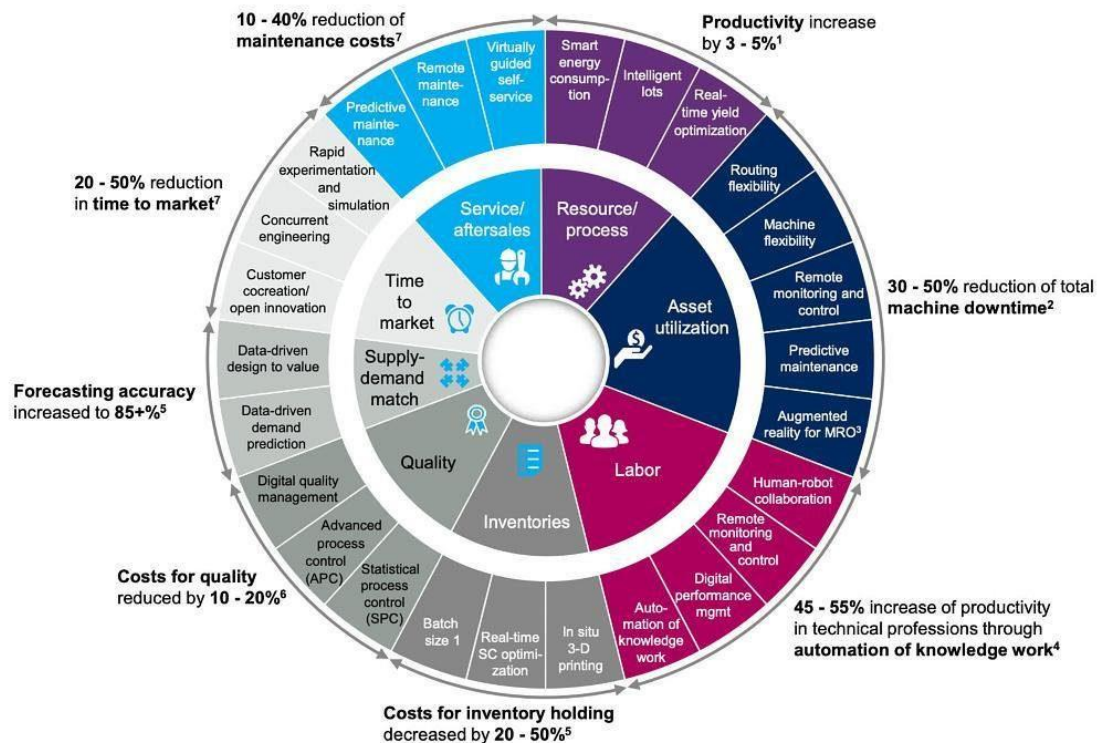 10 - 40% reduction of
maintenance costs⁷
Productivity increase
by 3 - 5%¹
20 - 50% reduction
in time to market⁷
30 - 50% reduction of total
machine downtime²
Forecasting accuracy
increased to 85+%⁵
Costs for quality
reduced by 10 - 20%⁶
45 - 55% increase of productivity
in technical professions through
automation of knowledge work⁴
Costs for inventory holding
decreased by 20 - 50%⁵
Smart
energy
consump-
tion
Intelligent
lots
Real-
time yield
optimization
Routing
flexibility
Machine
flexibility
Remote
monitoring and
control
Predictive
maintenance
Augmented
reality for MRO³
Human-robot
collaboration
Remote
monitoring
and
control
Digital
performance
mgmt
Auto-
mation of
knowledge
work
In situ
3-D
printing
Real-time
SC optimi-
zation
Batch
size 1
Statistical
process
control
(SPC)
Advanced
process
control
(APC)
Digital quality
management
Data-driven
demand
prediction
Data-driven
design to value
Customer
cocreation/
open innovation
Concurrent
engineering
Rapid
experimentation
and
simulation
Predictive
mainte-
nance
Remote
mainte-
nance
Virtually
guided
self-
service
Service/
aftersales
Resource/
process
Asset
utilization
$
Labor
Inventories
Quality
Supply-
demand
match
Time
to
market